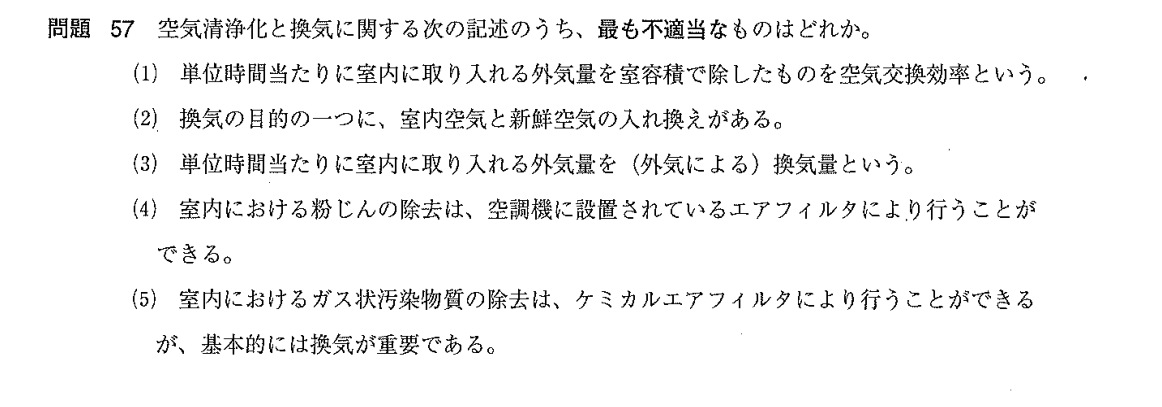 問題 57 空気清浄化と換気に関する次の記述のうち、最も不適当なものはどれか。
(1) 単位時間当たりに室内に取り入れる外気量を室容積で除したものを空気交換効率という。
(2) 換気の目的の一つに、室内空気と新鮮空気の入れ換えがある。
(3) 単位時間当たりに室内に取り入れる外気量を（外気による）換気量という。
(4) 室内における粉じんの除去は、空調機に設置されているエアフィルタにより行うことが
できる。
(5) 室内におけるガス状汚染物質の除去は、ケミカルエアフィルタにより行うことができる
が、基本的には換気が重要である。